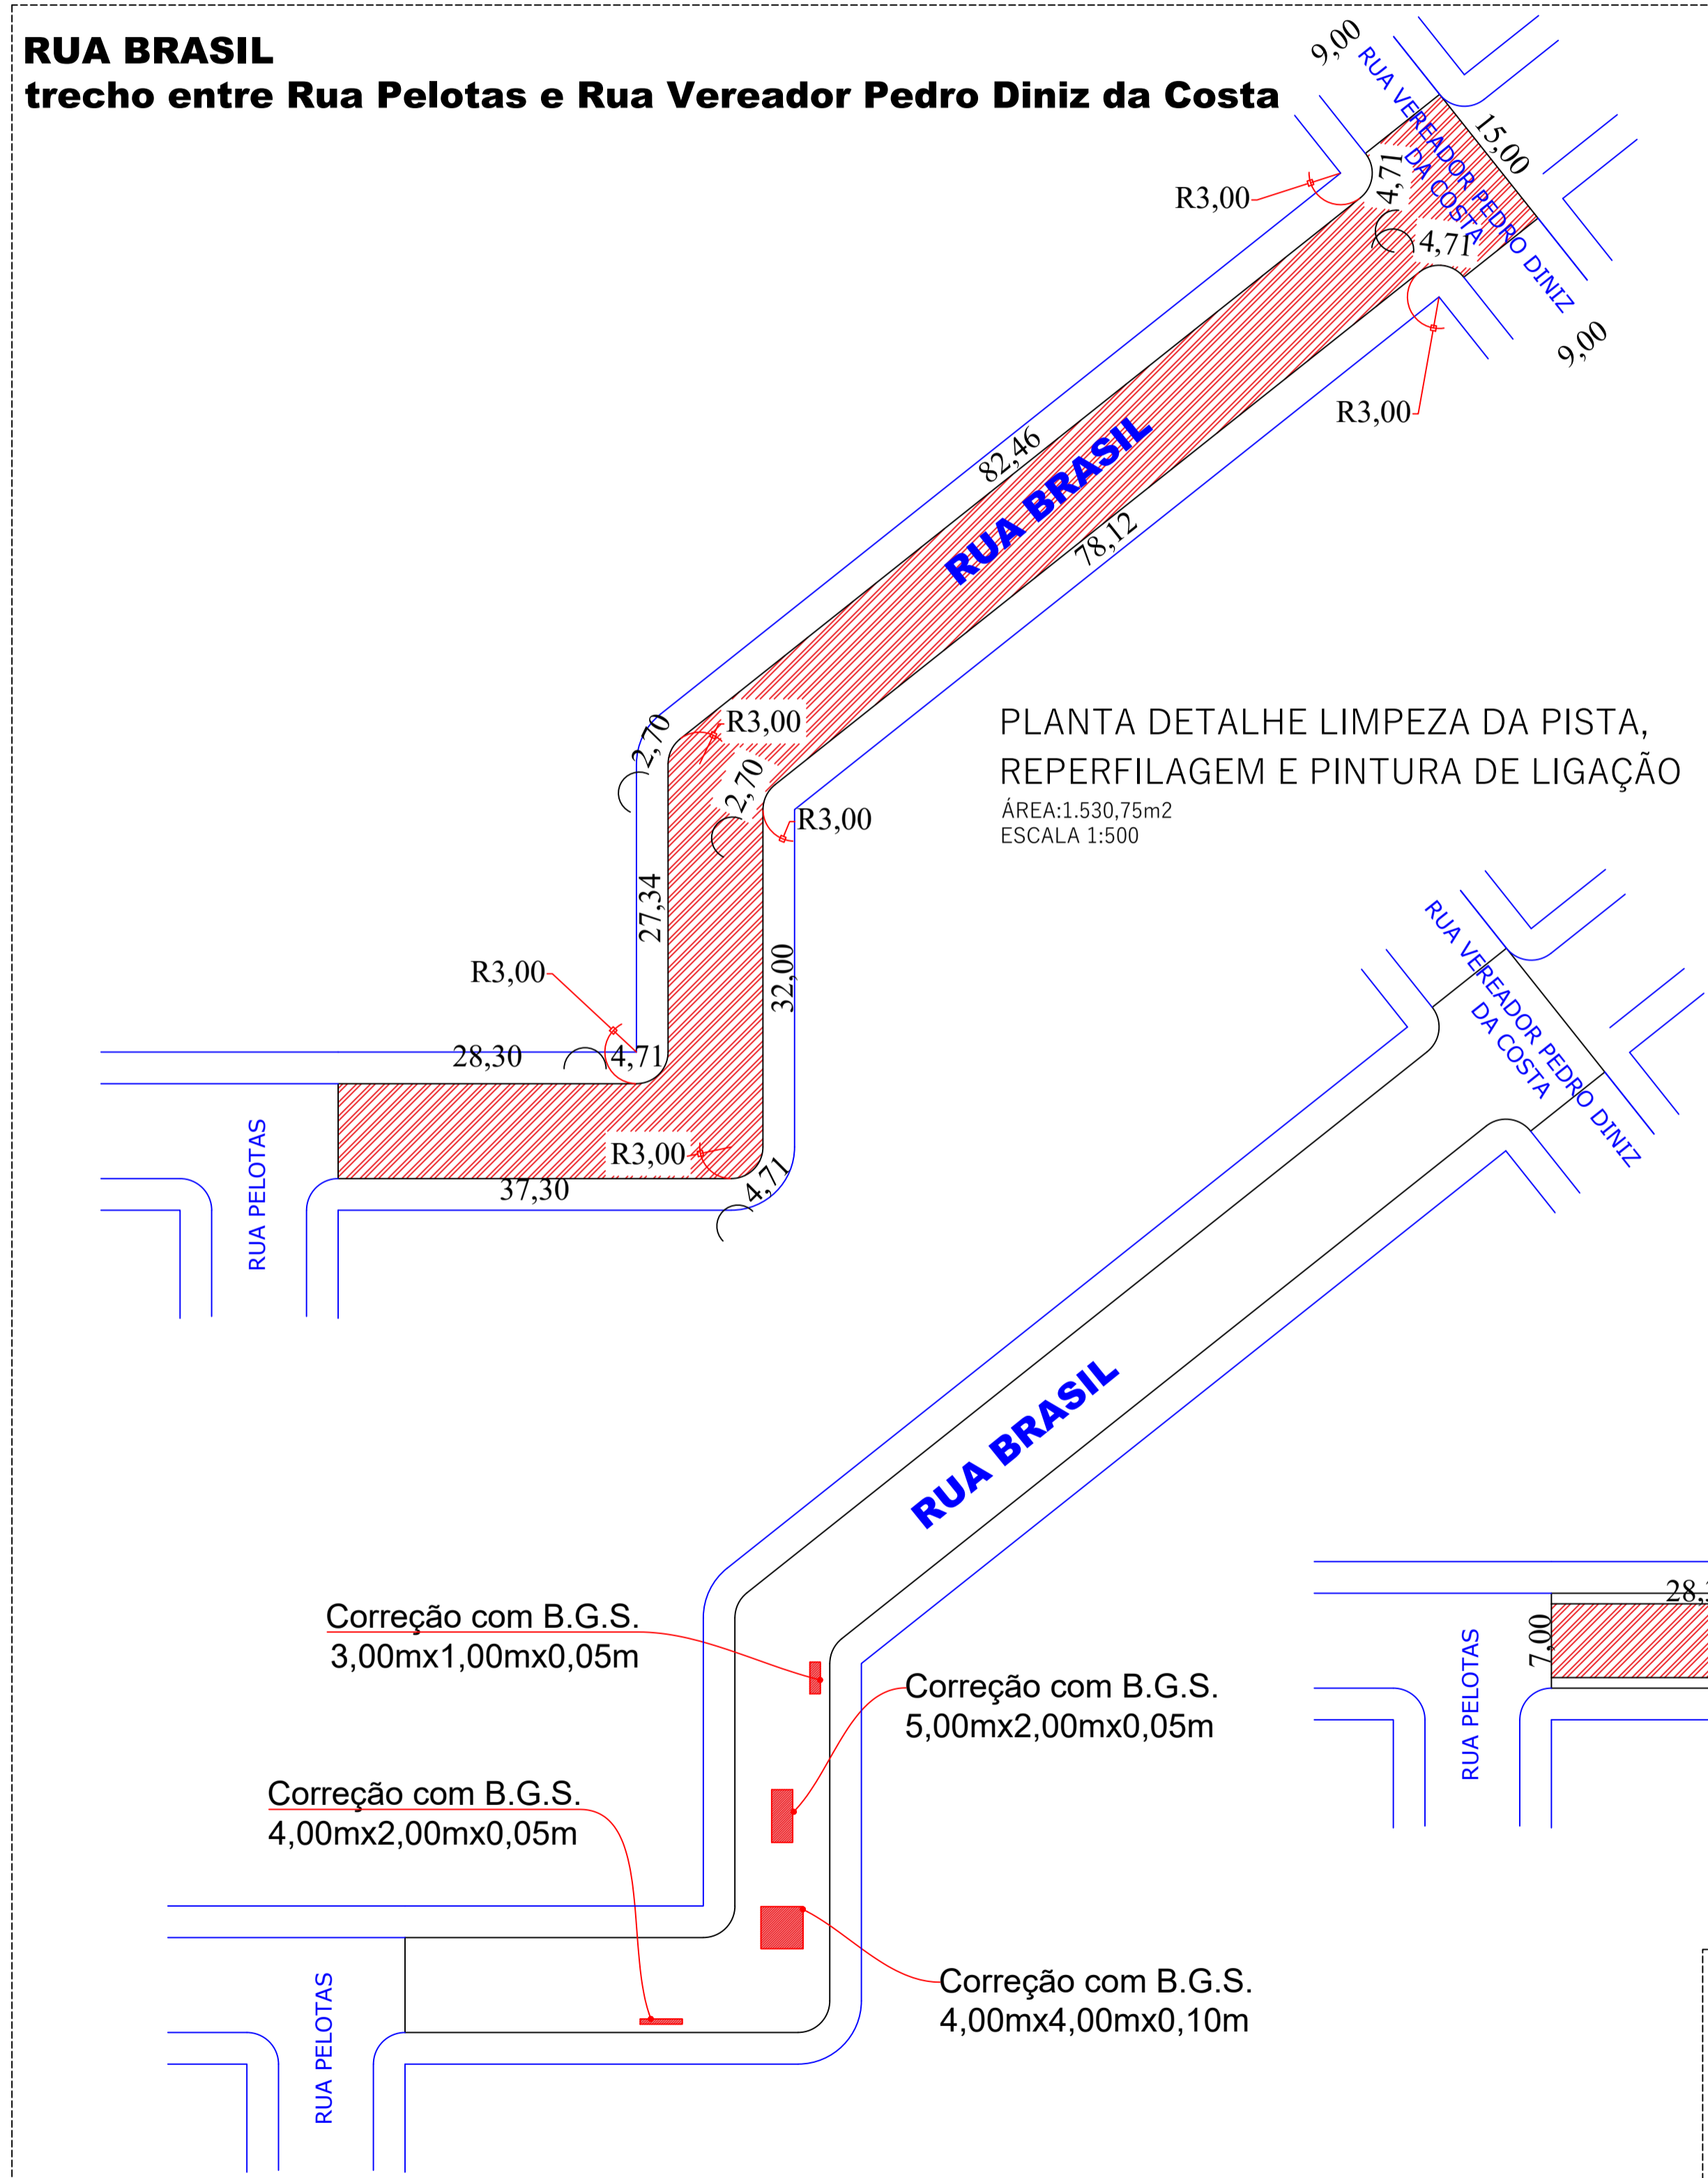 RUA BRASIL
trecho entre Rua Pelotas e Rua Vereador Pedro Diniz da Costa
9,00
RUA VEREADOR PEDRO DINIZ
DA COSTA
15,00
4,71
R3,00
4,71
9,00
R3,00
82,46
RUA BRASIL
78,12
2,70
R3,00
2,70
R3,00
PLANTA DETALHE LIMPEZA DA PISTA,
REPERFILAGEM E PINTURA DE LIGAÇÃO
ÁREA:1.530,75m2
ESCALA 1:500
27,34
32,00
R3,00
28,30
4,71
R3,00
37,30
4,71
RUA PELOTAS
RUA VEREADOR PEDRO DINIZ
DA COSTA
RUA BRASIL
Correção com B.G.S.
3,00mx1,00mx0,05m
Correção com B.G.S.
5,00mx2,00mx0,05m
Correção com B.G.S.
4,00mx2,00mx0,05m
Correção com B.G.S.
4,00mx4,00mx0,10m
RUA PELOTAS
7,00
RUA PELOTAS